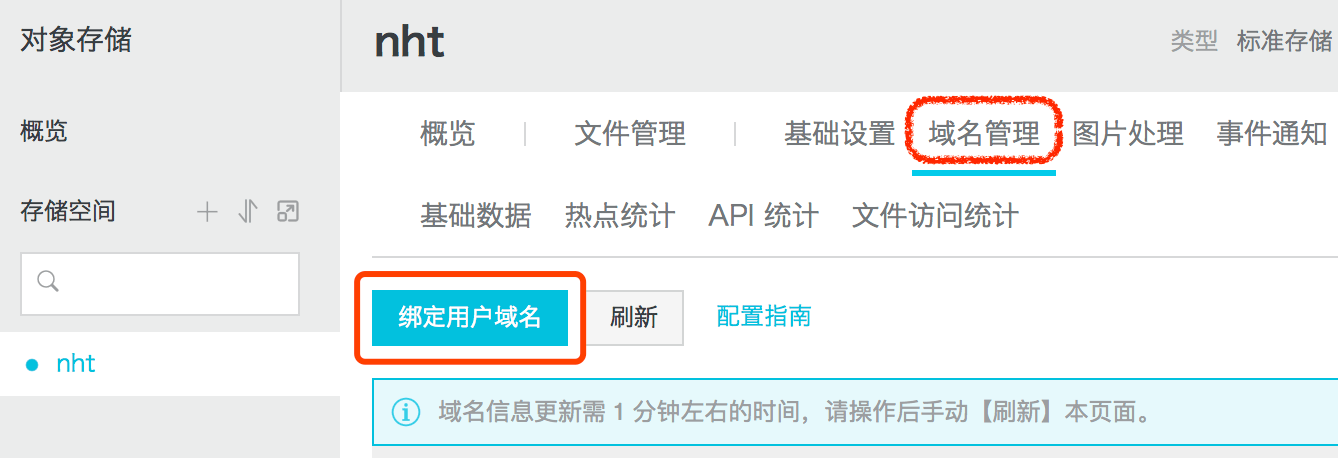 对象存储
nht
类型 标准存储
概览
概览 文件管理 基础设置 域名管理 图片处理 事件通知
存储空间
基础数据 热点统计 API 统计 文件访问统计
绑定用户域名 刷新 配置指南
nht
域名信息更新需 1 分钟左右的时间，请操作后手动【刷新】本页面。